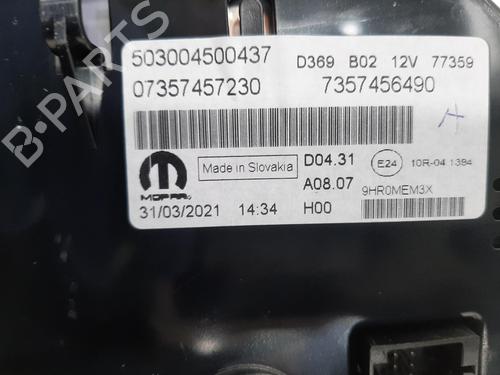 503004500437 D369 B02 12V 77359
07357457230 7357456490
A
MOPAR Made in Slovakia D04.31 E24 10R-04 1384
A08.07 9HR0MEM3X
31/03/2021 14:34 H00
B-PARTS